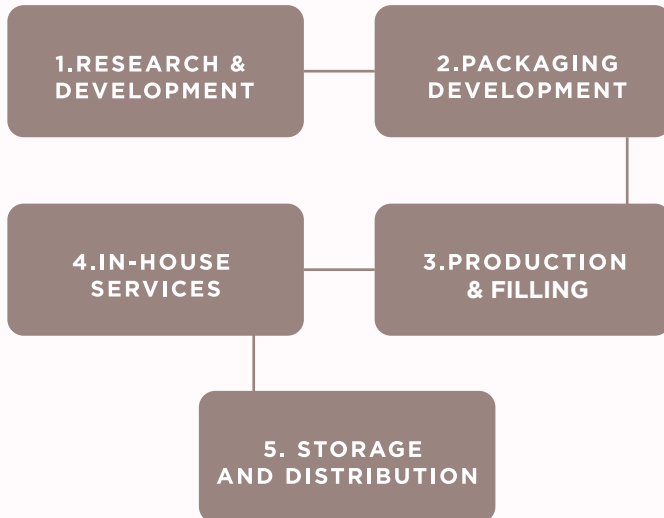 1.RESEARCH &
DEVELOPMENT
2.PACKAGING
DEVELOPMENT
3.PRODUCTION
& FILLING
4.IN-HOUSE
SERVICES
5. STORAGE
AND DISTRIBUTION